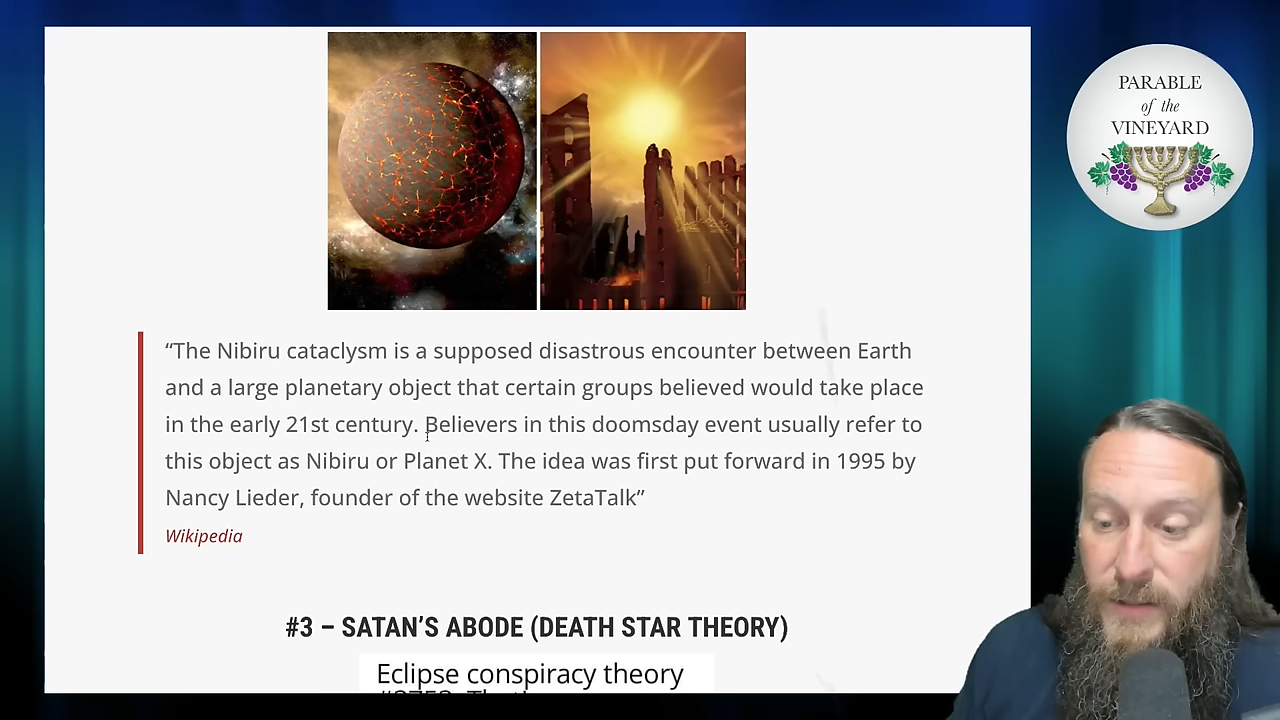 PARABLE
of the
VINEYARD
“The Nibiru cataclysm is a supposed disastrous encounter between Earth
and a large planetary object that certain groups believed would take place
in the early 21st century. Believers in this doomsday event usually refer to
this object as Nibiru or Planet X. The idea was first put forward in 1995 by
Nancy Lieder, founder of the website ZetaTalk”
Wikipedia
#3 – SATAN’S ABODE (DEATH STAR THEORY)
Eclipse conspiracy theory